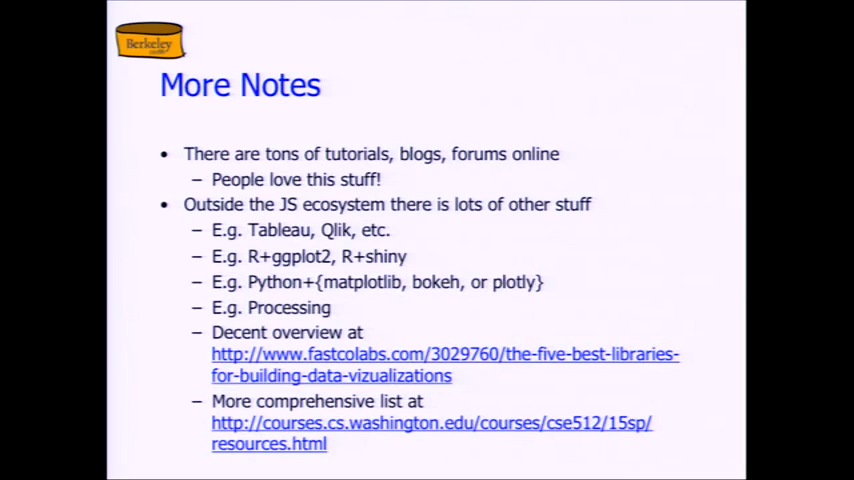 Berkeley
More Notes
• There are tons of tutorials, blogs, forums online
– People love this stuff!
• Outside the JS ecosystem there is lots of other stuff
– E.g. Tableau, Qlik, etc.
– E.g. R+ggplot2, R+shiny
– E.g. Python+{matplotlib, bokeh, or plotly}
– E.g. Processing
– Decent overview at
http://www.fastcolabs.com/3029760/the-five-best-libraries-
for-building-data-vizualizations
– More comprehensive list at
http://courses.cs.washington.edu/courses/cse512/15sp/
resources.html